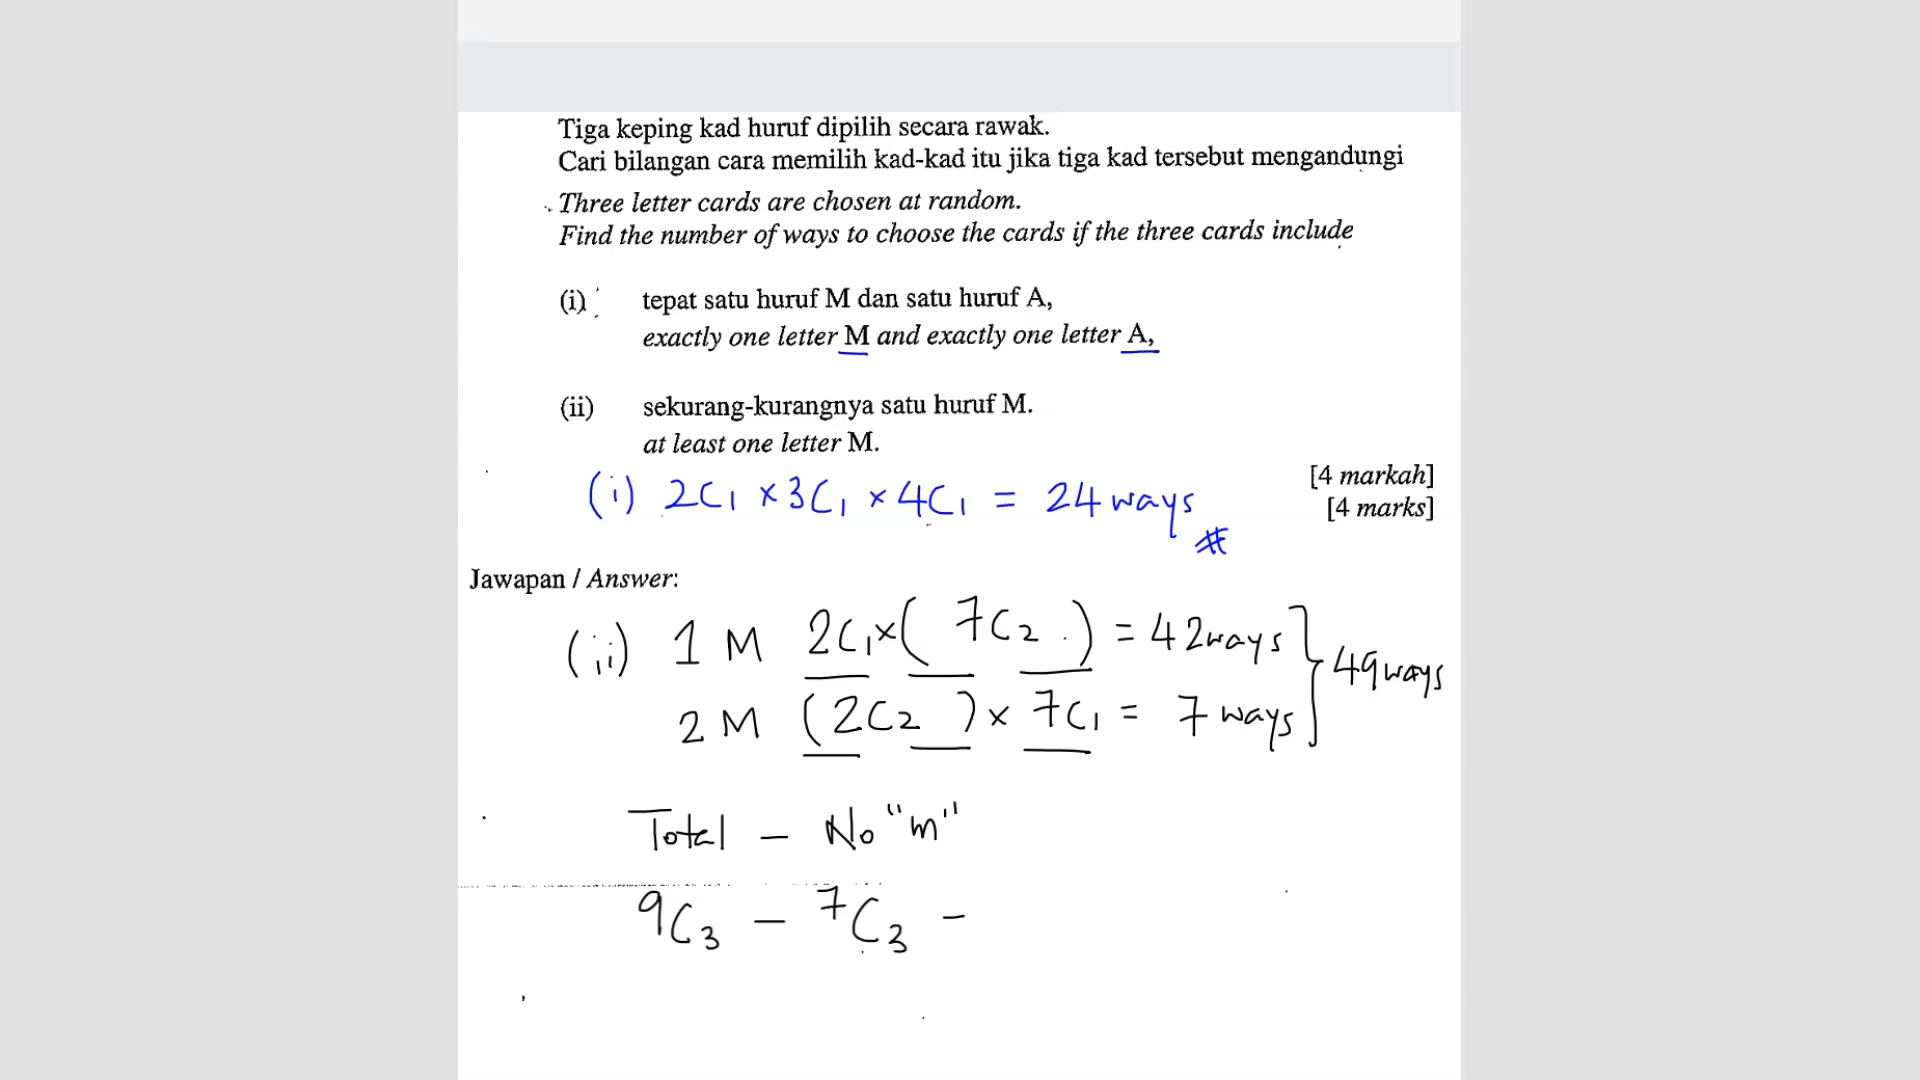 Tiga keping kad huruf dipilih secara rawak.
Cari bilangan cara memilih kad-kad itu jika tiga kad tersebut mengandungi
Three letter cards are chosen at random.
Find the number of ways to choose the cards if the three cards include
(i) tepat satu huruf M dan satu huruf A,
exactly one letter M and exactly one letter A,
(ii) sekurang-kurangnya satu huruf M.
at least one letter M.
[4 markah]
[4 marks]
(i) 2C1 × 3C1 × 4C1 = 24 ways #
Jawapan / Answer:
(ii) 1 M 2C1 × ( 7C2 ) = 42 ways } 49 ways
2 M (2C2 ) × 7C1 = 7 ways
Total – No "m"
9C3 – 7C3 –